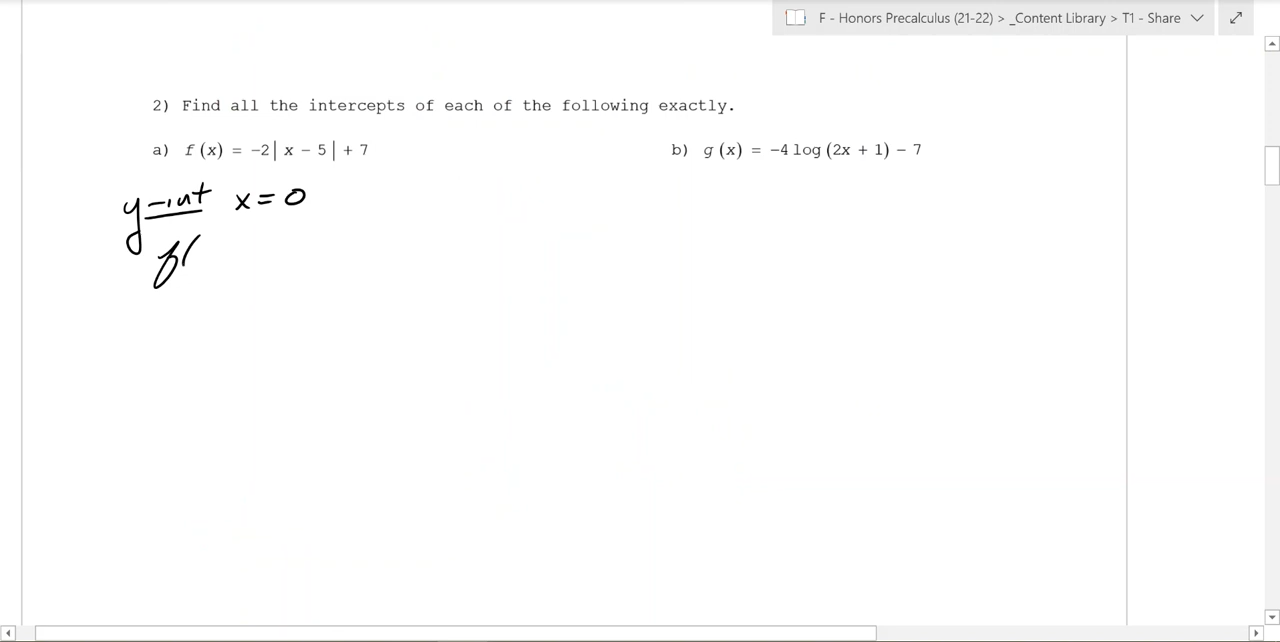 F - Honors Precalculus (21-22) > _Content Library > T1 - Share
2) Find all the intercepts of each of the following exactly.
a) f (x) = -2| x - 5| + 7
b) g (x) = -4 log (2x + 1) - 7
y-int x = 0
f(